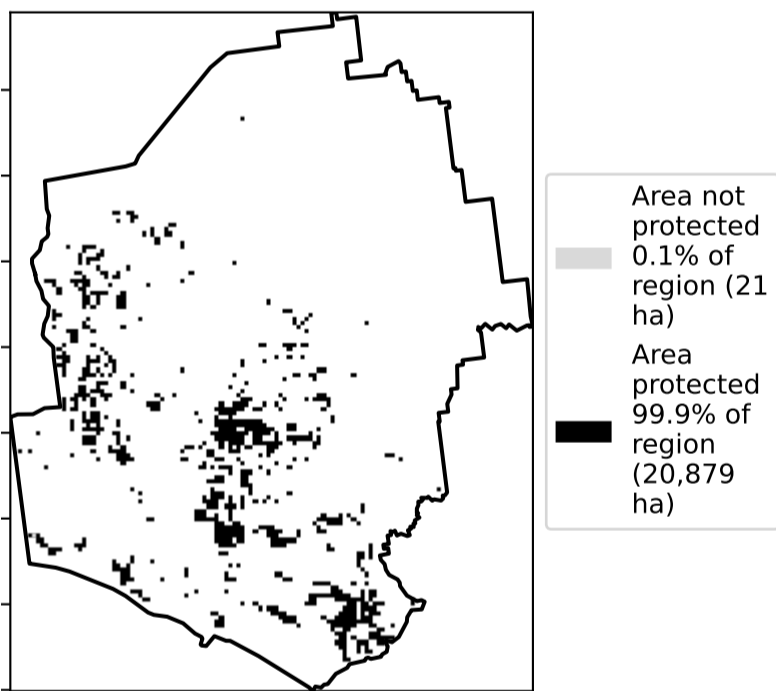 Area not
protected
0.1% of
region (21
ha)
Area
protected
99.9% of
region
(20,879
ha)